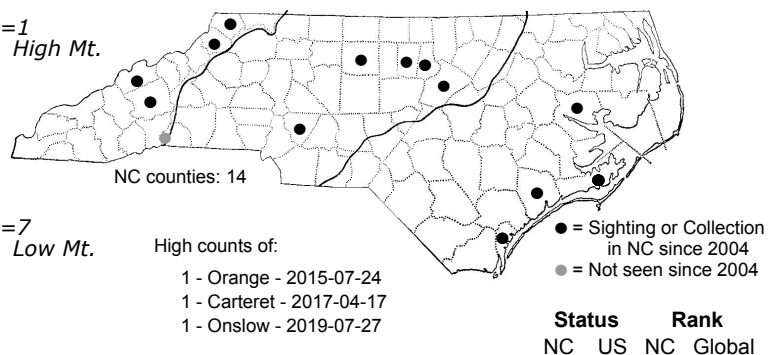 =1
High Mt.
NC counties: 14
=7
Low Mt.
High counts of:
1 - Orange - 2015-07-24
1 - Carteret - 2017-04-17
1 - Onslow - 2019-07-27
● = Sighting or Collection
in NC since 2004
● = Not seen since 2004
Status Rank
NC US NC Global